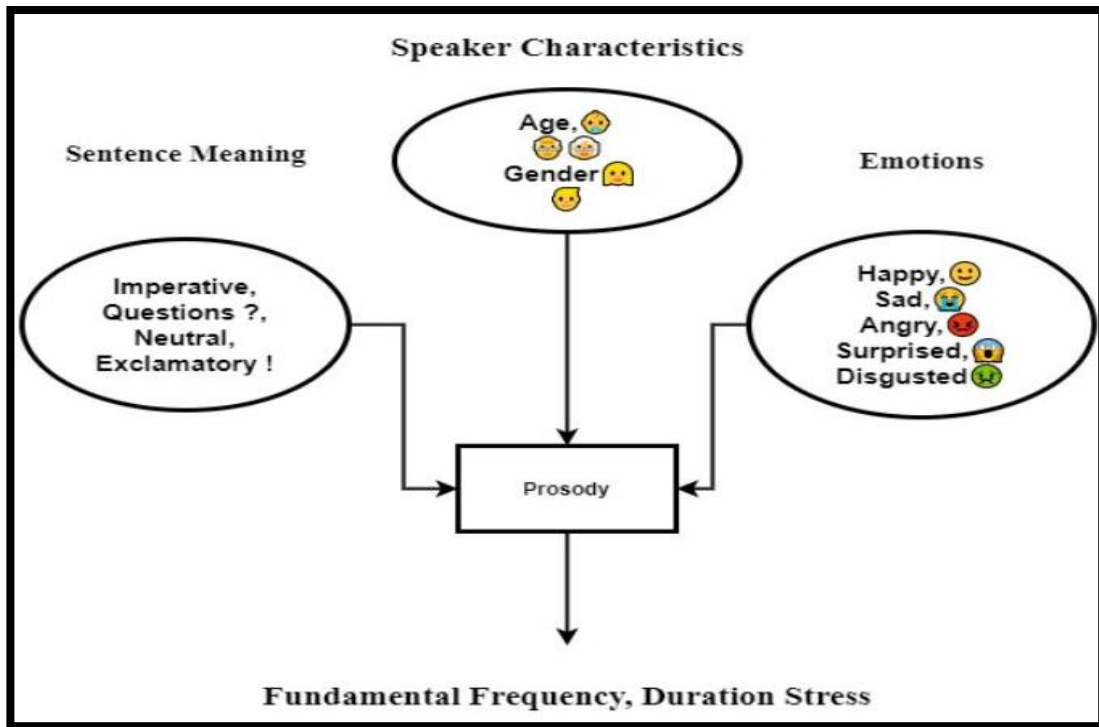 Speaker Characteristics
Age,
Gender
Sentence Meaning
Imperative,
Questions ?,
Neutral,
Exclamatory !
Emotions
Happy,
Sad,
Angry,
Surprised,
Disgusted
Prosody
Fundamental Frequency, Duration Stress